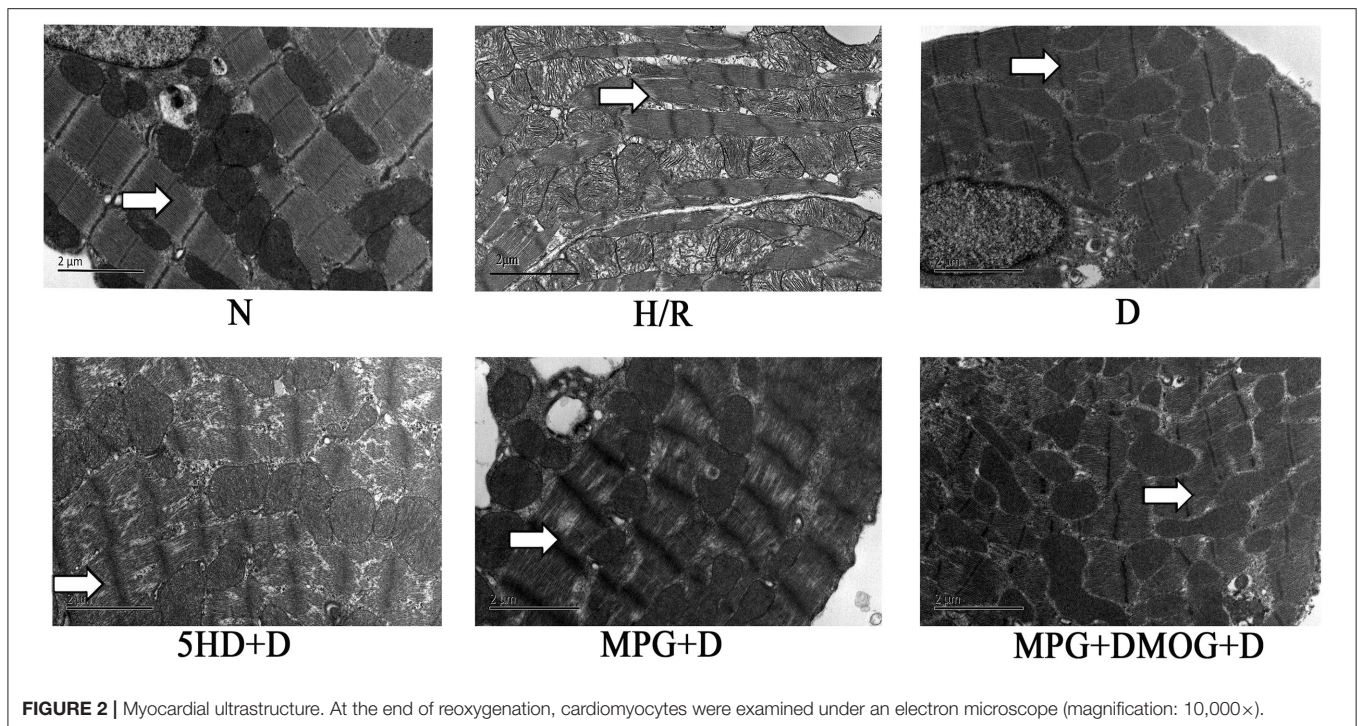 2 µm
N
2µm
H/R
2 µm
D
2 µm
5HD+D
2 µm
MPG+D
2 µm
MPG+DMOG+D
FIGURE 2 | Myocardial ultrastructure. At the end of reoxygenation, cardiomyocytes were examined under an electron microscope (magnification: 10,000×).